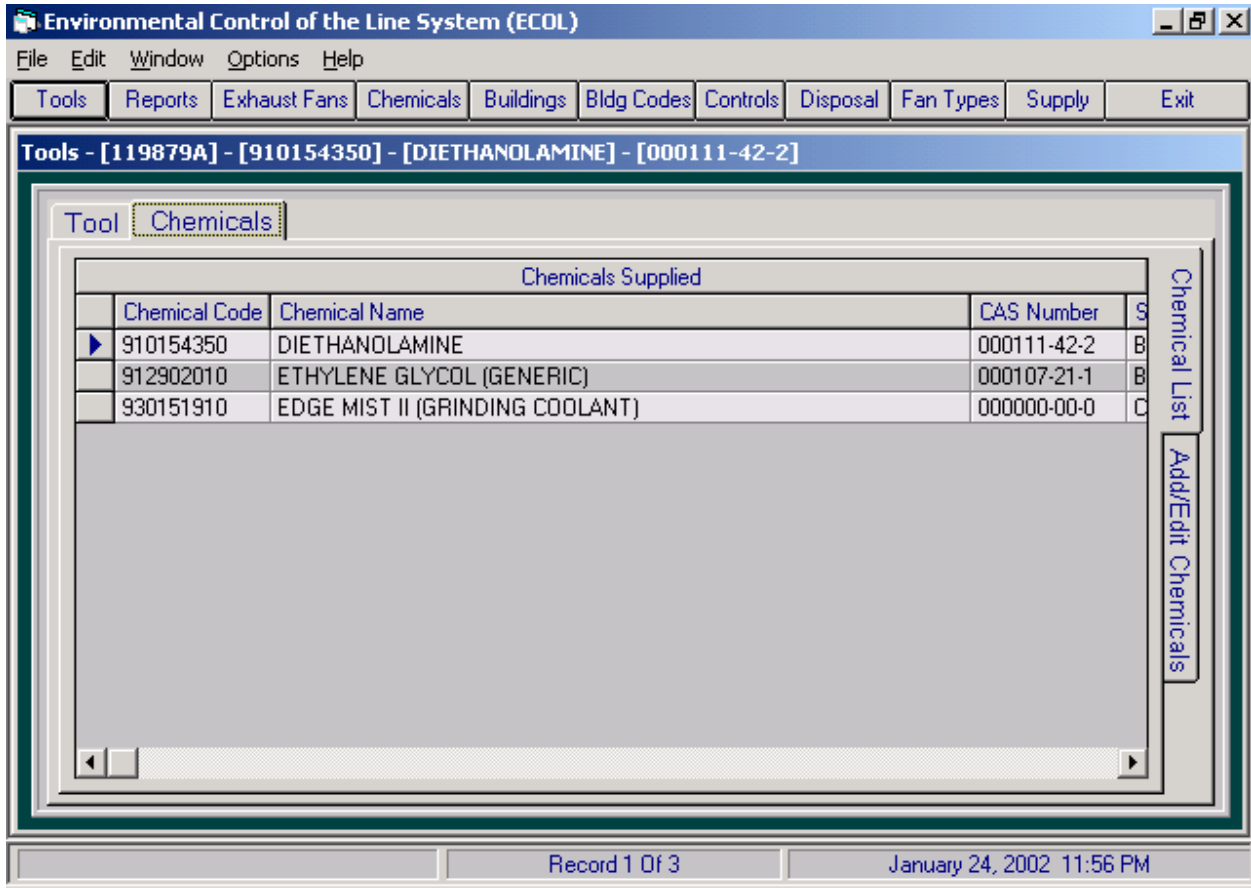 Environmental Control of the Line System (ECOL)
File Edit Window Options Help
Tools Reports Exhaust Fans Chemicals Buildings Bldg Codes Controls Disposal Fan Types Supply Exit
Tools - [119879A] - [910154350] - [DIETHANOLAMINE] - [000111-42-2]
Tool Chemicals
Chemicals Supplied
Chemical Code Chemical Name CAS Number S
910154350 DIETHANOLAMINE 000111-42-2 B
912902010 ETHYLENE GLYCOL (GENERIC) 000107-21-1 B
930151910 EDGE MIST II (GRINDING COOLANT) 000000-00-0 C
Chemical List
Add/Edit Chemicals
Record 1 Of 3 January 24, 2002 11:56 PM